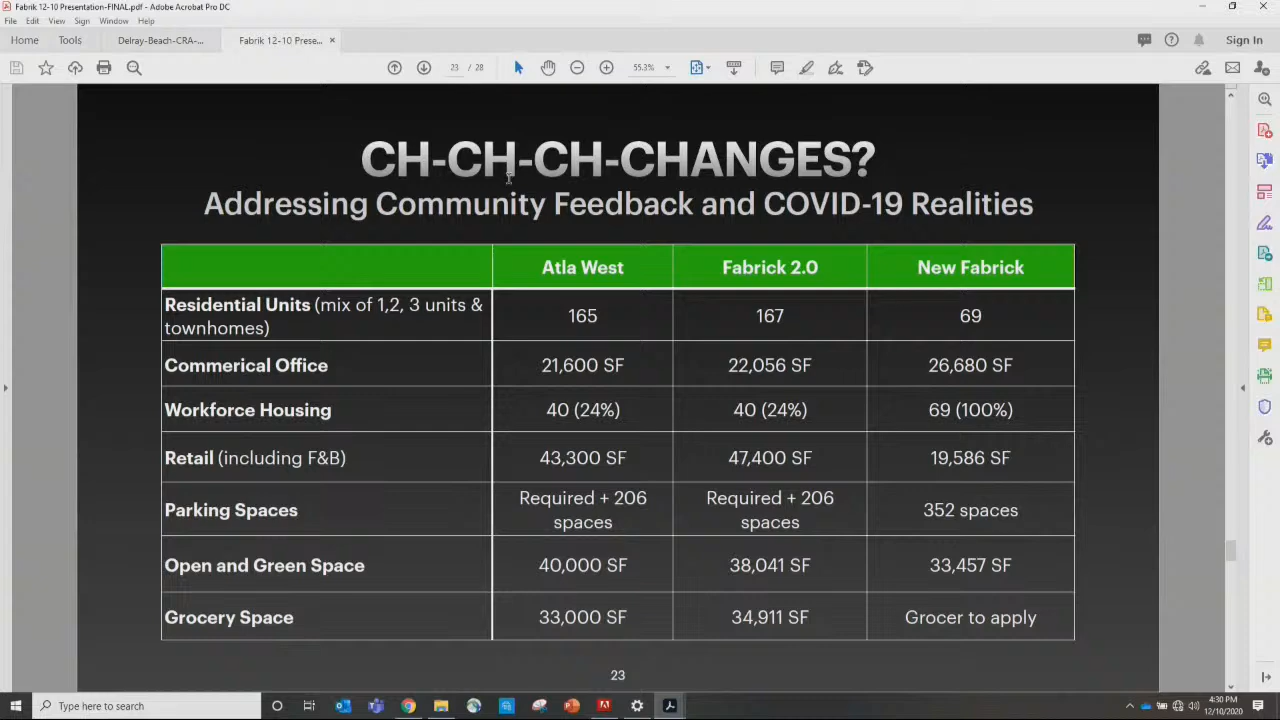 Fabrik 12-10 Presentation-FINAL.pdf - Adobe Acrobat Pro DC
File Edit View Sign Window Help
Home Tools Delray-Beach-CRA-... Fabrik 12-10 Prese... × Sign In
23 / 28 55.3%
CH-CH-CH-CHANGES?
Addressing Community Feedback and COVID-19 Realities
Atla West Fabrick 2.0 New Fabrick
Residential Units (mix of 1,2, 3 units &
townhomes) 165 167 69
Commerical Office 21,600 SF 22,056 SF 26,680 SF
Workforce Housing 40 (24%) 40 (24%) 69 (100%)
Retail (including F&B) 43,300 SF 47,400 SF 19,586 SF
Parking Spaces Required + 206 Required + 206 352 spaces
spaces spaces
Open and Green Space 40,000 SF 38,041 SF 33,457 SF
Grocery Space 33,000 SF 34,911 SF Grocer to apply
23
Type here to search
4:30 PM
12/10/2020